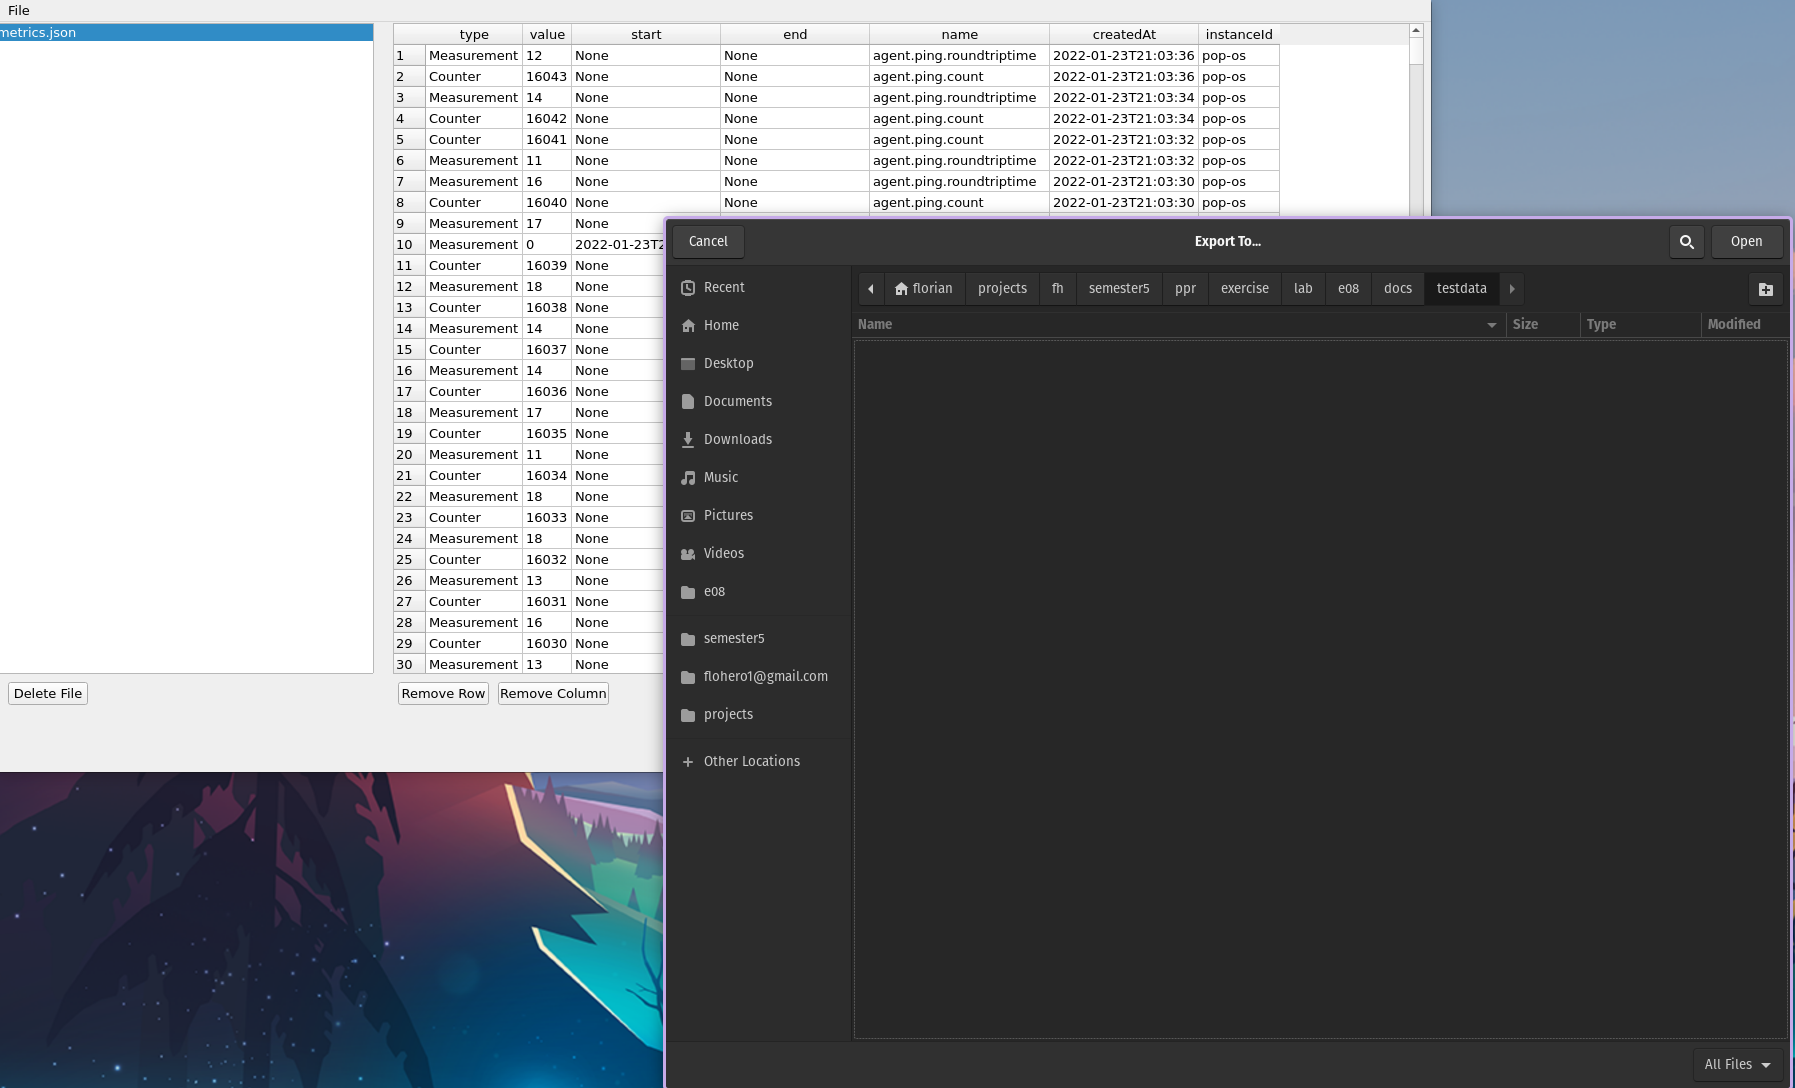 File
metrics.json
type value start end name createdAt instanceId
1 Measurement 12 None None agent.ping.roundtriptime 2022-01-23T21:03:36 pop-os
2 Counter 16043 None None agent.ping.count 2022-01-23T21:03:36 pop-os
3 Measurement 14 None None agent.ping.roundtriptime 2022-01-23T21:03:34 pop-os
4 Counter 16042 None None agent.ping.count 2022-01-23T21:03:34 pop-os
5 Counter 16041 None None agent.ping.count 2022-01-23T21:03:32 pop-os
6 Measurement 11 None None agent.ping.roundtriptime 2022-01-23T21:03:32 pop-os
7 Measurement 16 None None agent.ping.roundtriptime 2022-01-23T21:03:30 pop-os
8 Counter 16040 None None agent.ping.count 2022-01-23T21:03:30 pop-os
9 Measurement 17 None
10 Measurement 0 2022-01-23T2
11 Counter 16039 None
12 Measurement 18 None
13 Counter 16038 None
14 Measurement 14 None
15 Counter 16037 None
16 Measurement 14 None
17 Counter 16036 None
18 Measurement 17 None
19 Counter 16035 None
20 Measurement 11 None
21 Counter 16034 None
22 Measurement 18 None
23 Counter 16033 None
24 Measurement 18 None
25 Counter 16032 None
26 Measurement 13 None
27 Counter 16031 None
28 Measurement 16 None
29 Counter 16030 None
30 Measurement 13 None
Delete File
Remove Row Remove Column
Cancel Export To... Open
florian projects fh semester5 ppr exercise lab e08 docs testdata
Name Size Type Modified
Recent
Home
Desktop
Documents
Downloads
Music
Pictures
Videos
e08
semester5
flohero1@gmail.com
projects
Other Locations
All Files